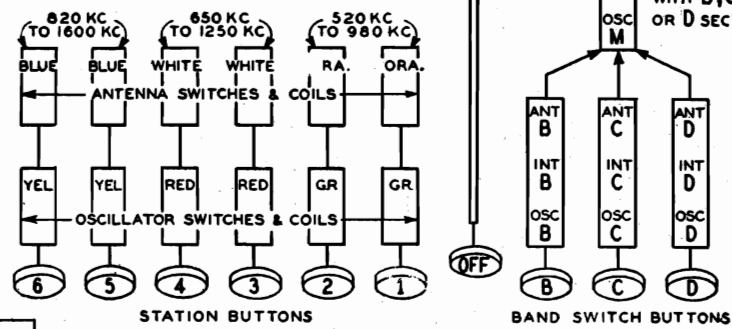 820 KC 650 KC 520 KC
TO 1600 KC TO 1250 KC TO 980 KC
OR D SEC
OSC
M
BLUE BLUE WHITE WHITE RA. ORA.
ANTENNA SWITCHES & COILS
ANT ANT ANT
B C D
INT INT INT
B C D
YEL YEL RED RED GR GR
OSCILLATOR SWITCHES & COILS
OSC OSC OSC
B C D
OFF
6 5 4 3 2 1 B C D
STATION BUTTONS BAND SWITCH BUTTONS